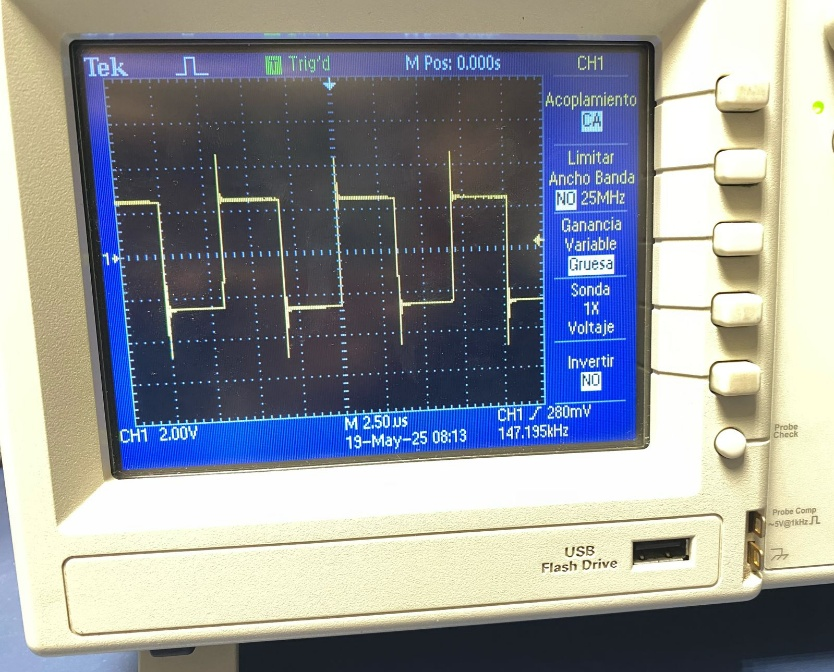 Tek Trig'd M Pos: 0.000s CH1
Acoplamiento
CA
Limitar
Ancho Banda
NO 25MHz
Ganancia
Variable
Gruesa
Sonda
1X
Voltaje
Invertir
NO
1
CH1 2.00V M 2.50µs CH1 280mV
19-May-25 08:13 147.195kHz
Probe
Check
Probe Comp
~5V@1kHz
USB
Flash Drive